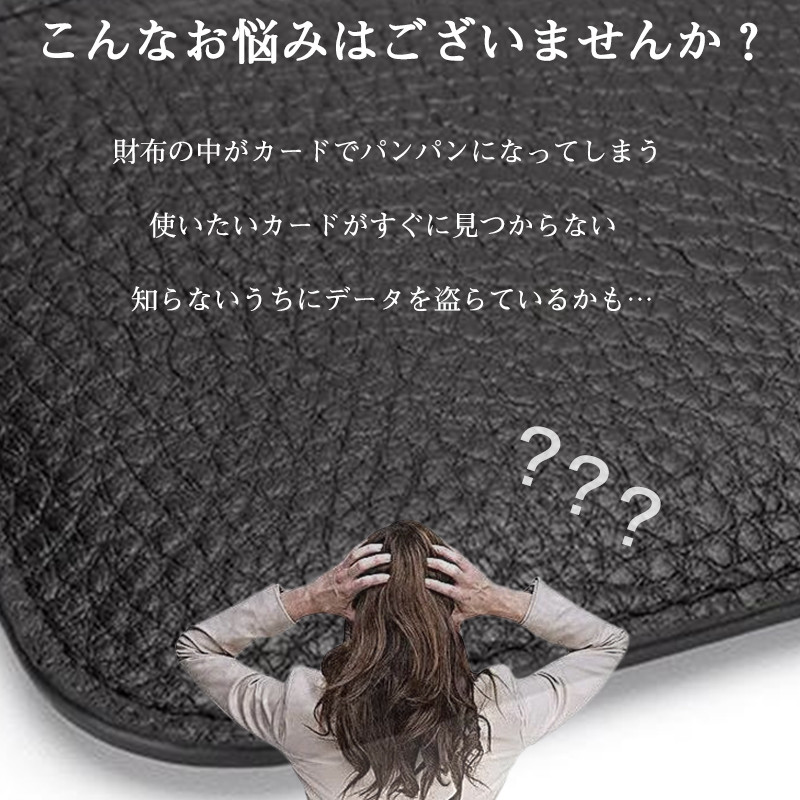 こんなお悩みはございませんか？
財布の中がカードでパンパンになってしまう
使いたいカードがすぐに見つからない
知らないうちにデータを盗らているかも…
???